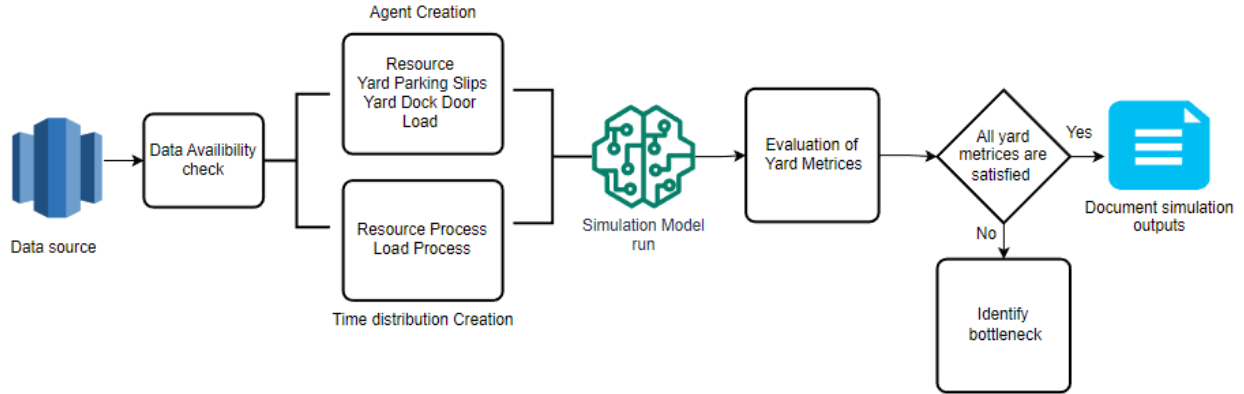 Agent Creation
Resource
Yard Parking Slips
Yard Dock Door
Load
Data Availibility
check
Data source
Resource Process
Load Process
Time distribution Creation
Simulation Model
run
Evaluation of
Yard Metrices
All yard
metrices are
satisfied
Yes
Document simulation
outputs
No
Identify
bottleneck